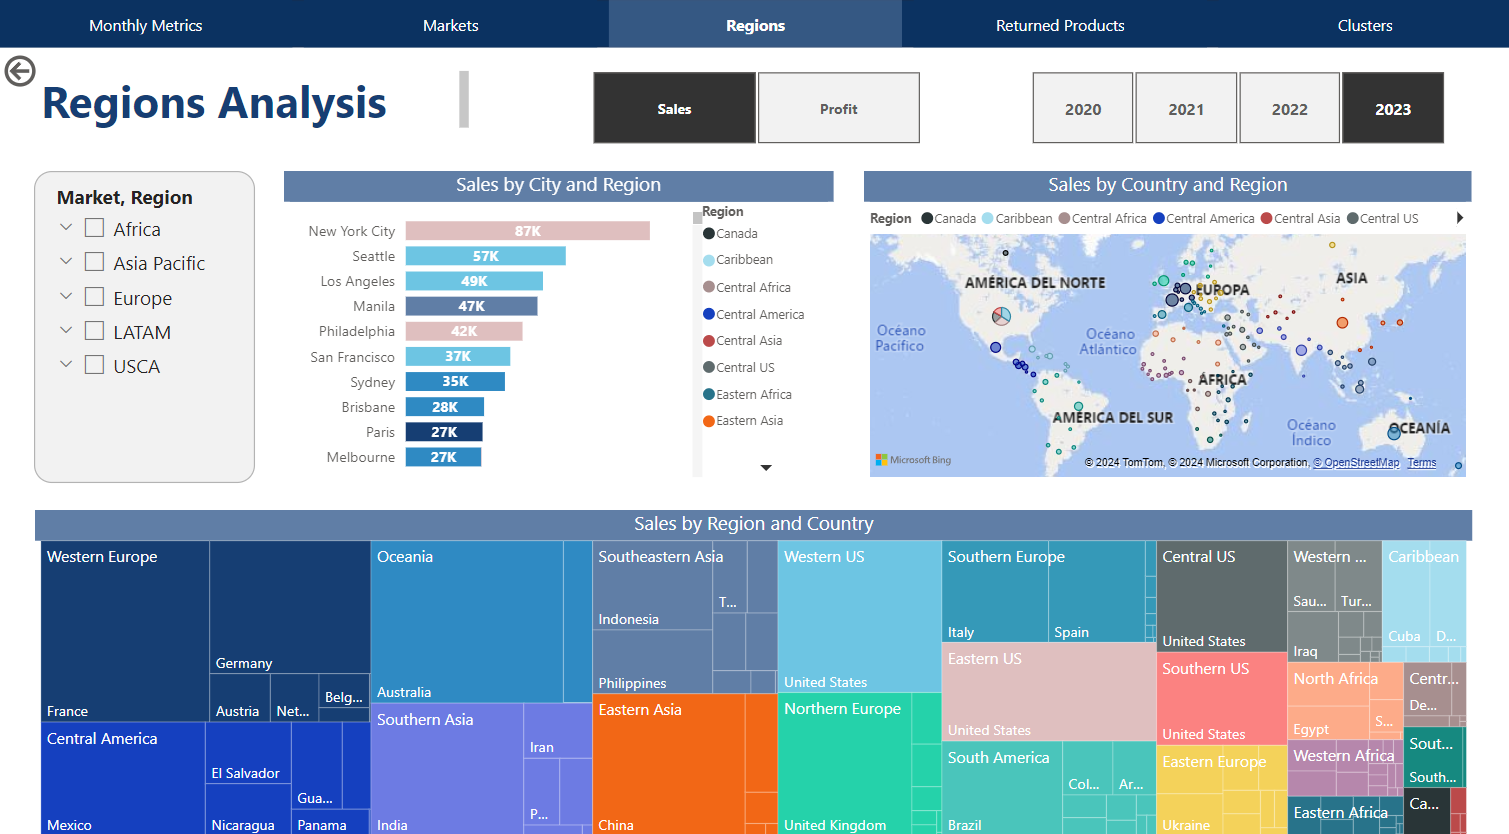 Monthly Metrics
Markets
Regions
Returned Products
Clusters
Regions Analysis
Sales
Profit
2020
2021
2022
2023
Market, Region
Africa
Asia Pacific
Europe
LATAM
USCA
Sales by City and Region
New York City 87K
Seattle 57K
Los Angeles 49K
Manila 47K
Philadelphia 42K
San Francisco 37K
Sydney 35K
Brisbane 28K
Paris 27K
Melbourne 27K
Region
Canada
Caribbean
Central Africa
Central America
Central Asia
Central US
Eastern Africa
Eastern Asia
Sales by Country and Region
Region Canada Caribbean Central Africa Central America Central Asia Central US
AMÉRICA DEL NORTE
EUROPA
ASIA
Océano
Pacífico
Océano
Atlántico
ÁFRICA
AMÉRICA DEL SUR
Océano
Índico
OCEANÍA
Microsoft Bing
© 2024 TomTom, © 2024 Microsoft Corporation, © OpenStreetMap Terms
Sales by Region and Country
Western Europe
France
Germany
Austria
Net...
Belg...
Central America
Mexico
El Salvador
Nicaragua
Gua...
Panama
Oceania
Australia
Southern Asia
India
Iran
P...
Southeastern Asia
Indonesia
T...
Philippines
Eastern Asia
China
Western US
United States
Northern Europe
United Kingdom
Southern Europe
Italy
Spain
Eastern US
United States
South America
Brazil
Col...
Ar...
Central US
United States
Southern US
United States
Eastern Europe
Ukraine
Western ...
Sau...
Tur...
Iraq
Caribbean
Cuba
D...
North Africa
Egypt
S...
Centr...
De...
Western Africa
Sout...
South...
Eastern Africa
Ca...